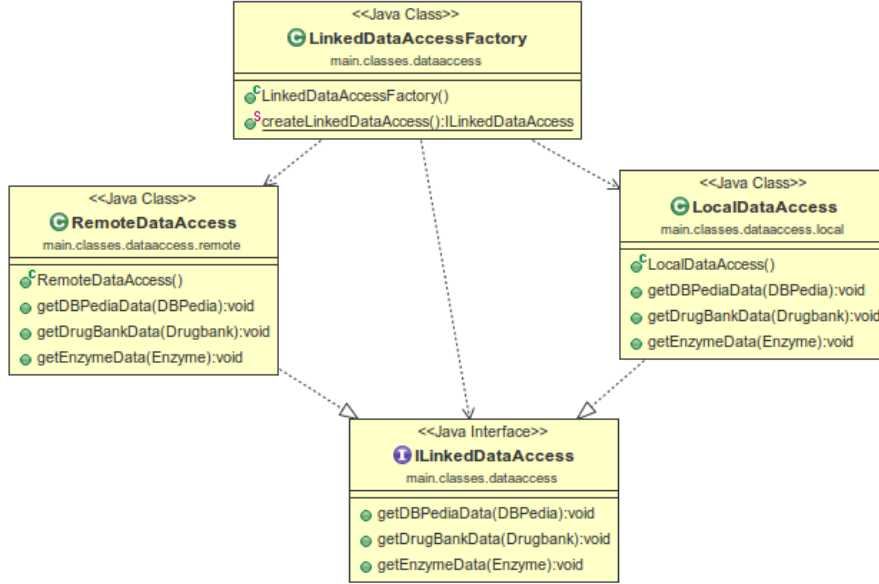 <<Java Class>>
LinkedDataAccessFactory
main.classes.dataaccess
LinkedDataAccessFactory()
createLinkedDataAccess():ILinkedDataAccess
<<Java Class>>
RemoteDataAccess
main.classes.dataaccess.remote
RemoteDataAccess()
getDBPediaData(DBPedia):void
getDrugBankData(Drugbank):void
getEnzymeData(Enzyme):void
<<Java Class>>
LocalDataAccess
main.classes.dataaccess.local
LocalDataAccess()
getDBPediaData(DBPedia):void
getDrugBankData(Drugbank):void
getEnzymeData(Enzyme):void
<<Java Interface>>
ILinkedDataAccess
main.classes.dataaccess
getDBPediaData(DBPedia):void
getDrugBankData(Drugbank):void
getEnzymeData(Enzyme):void